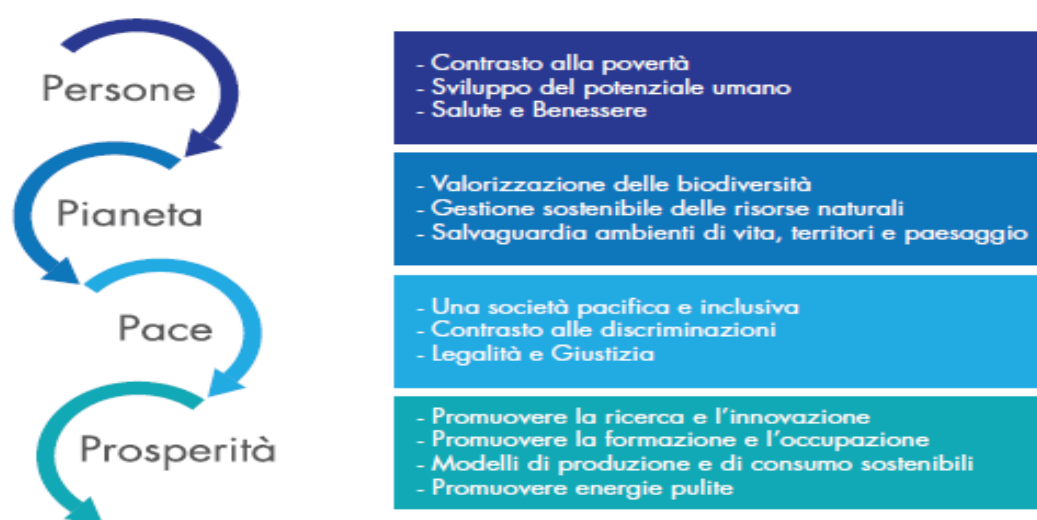 Persone
- Contrasto alla povertà
- Sviluppo del potenziale umano
- Salute e Benessere
Pianeta
- Valorizzazione delle biodiversità
- Gestione sostenibile delle risorse naturali
- Salvaguardia ambienti di vita, territori e paesaggio
Pace
- Una società pacifica e inclusiva
- Contrasto alle discriminazioni
- Legalità e Giustizia
Prosperità
- Promuovere la ricerca e l’innovazione
- Promuovere la formazione e l’occupazione
- Modelli di produzione e di consumo sostenibili
- Promuovere energie pulite